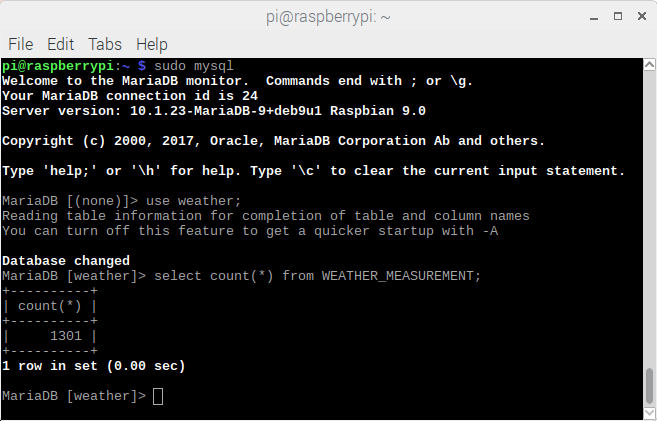 pi@raspberrypi: ~
File Edit Tabs Help
pi@raspberrypi:~ $ sudo mysql
Welcome to the MariaDB monitor.  Commands end with ; or \g.
Your MariaDB connection id is 24
Server version: 10.1.23-MariaDB-9+deb9u1 Raspbian 9.0
Copyright (c) 2000, 2017, Oracle, MariaDB Corporation Ab and others.
Type 'help;' or '\h' for help. Type '\c' to clear the current input statement.
MariaDB [(none)]> use weather;
Reading table information for completion of table and column names
You can turn off this feature to get a quicker startup with -A
Database changed
MariaDB [weather]> select count(*) from WEATHER_MEASUREMENT;
+----------+
| count(*) |
+----------+
|     1301 |
+----------+
1 row in set (0.00 sec)
MariaDB [weather]>